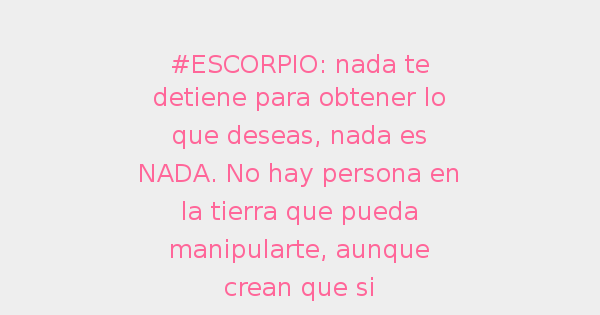 #ESCORPIO: nada te
detiene para obtener lo
que deseas, nada es
NADA. No hay persona en
la tierra que pueda
manipularte, aunque
crean que si